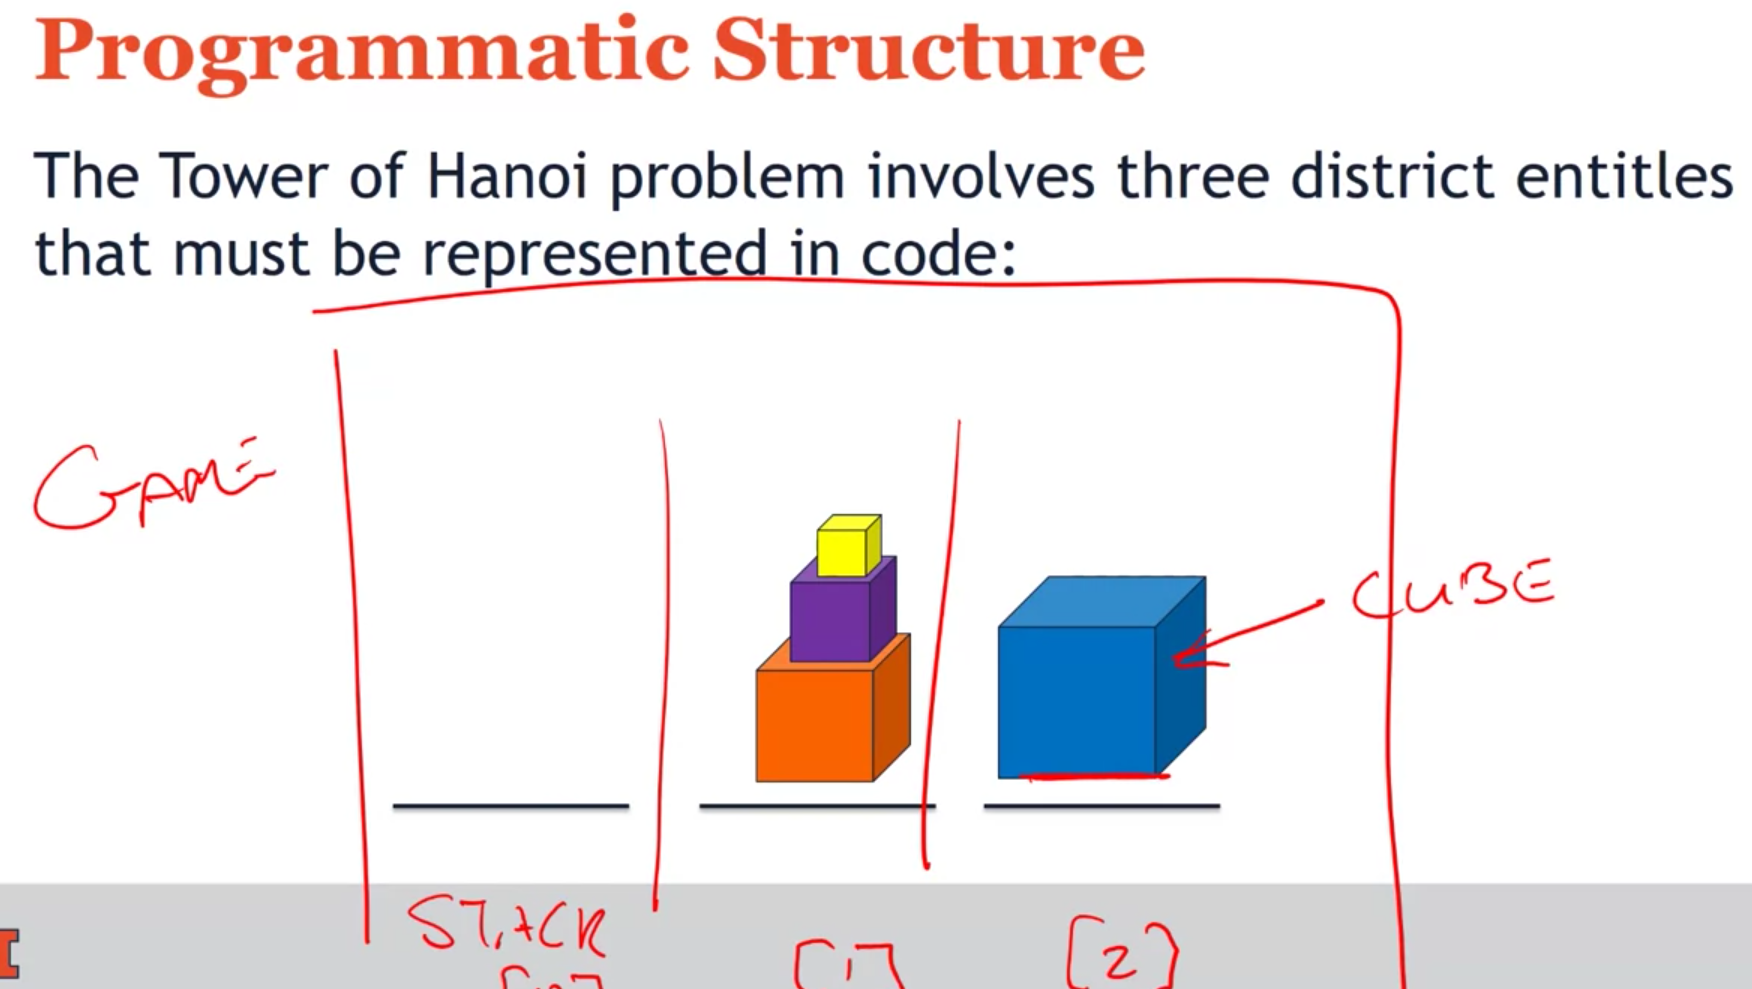 Programmatic Structure
The Tower of Hanoi problem involves three district entitles
that must be represented in code:
GAME
CUBE
STACK
[1]
[2]